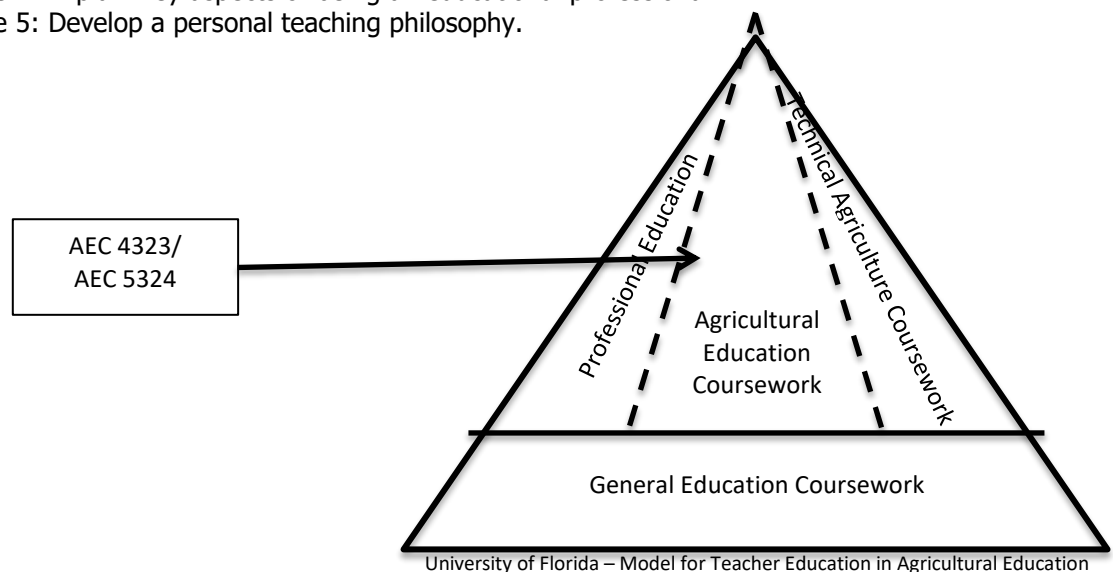 e 5: Develop a personal teaching philosophy.
Technical Agriculture Coursework
Professional Education
AEC 4323/
AEC 5324
Agricultural
Education
Coursework
General Education Coursework
University of Florida – Model for Teacher Education in Agricultural Education